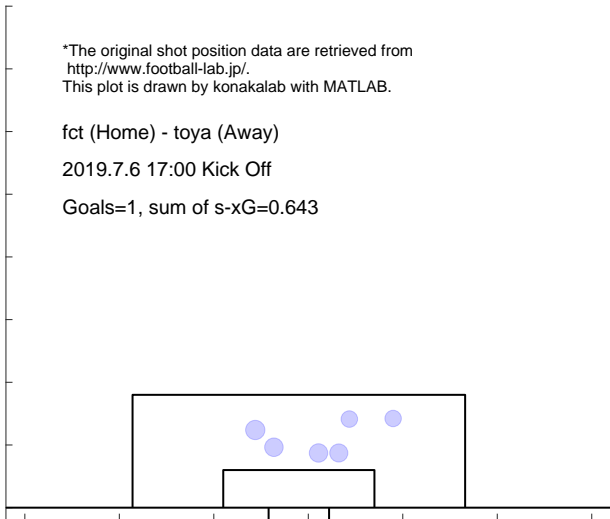 *The original shot position data are retrieved from
http://www.football-lab.jp/.
This plot is drawn by konakalab with MATLAB.
fct (Home) - toya (Away)
2019.7.6 17:00 Kick Off
Goals=1, sum of s-xG=0.643